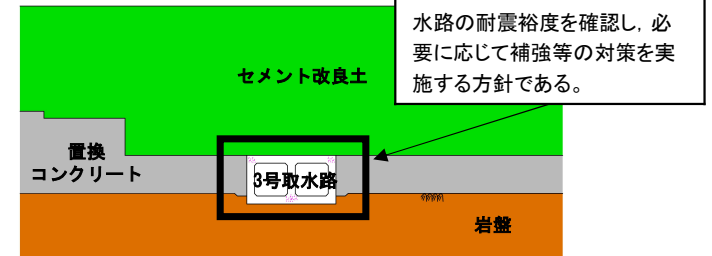 水路の耐震裕度を確認し，必
要に応じて補強等の対策を実
施する方針である。
セメント改良土
置換
コンクリート
3号取水路
岩盤